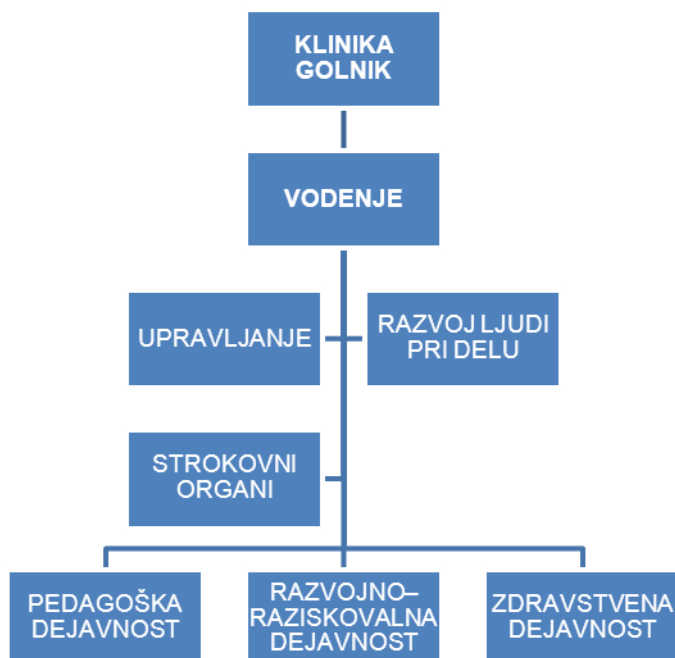 KLINIKA
GOLNIK
VODENJE
UPRAVLJANJE
RAZVOJ LJUDI
PRI DELU
STROKOVNI
ORGANI
PEDAGOŠKA
DEJAVNOST
RAZVOJNO–
RAZISKOVALNA
DEJAVNOST
ZDRAVSTVENA
DEJAVNOST